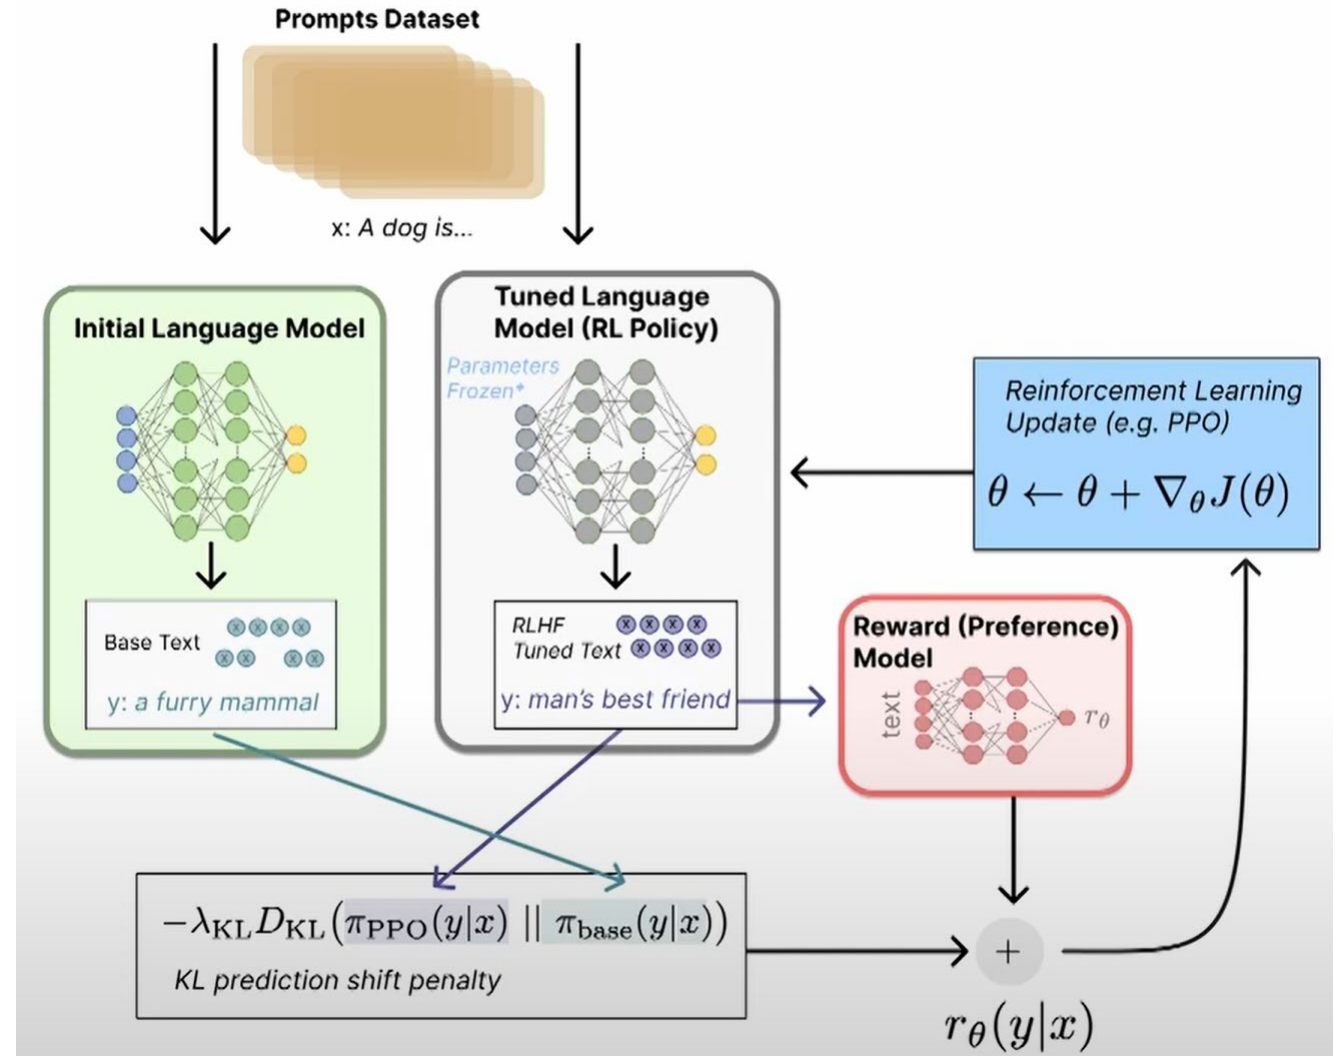 Prompts Dataset
x: A dog is...
Initial Language Model
Base Text
x x x x
x x x x
y: a furry mammal
Tuned Language
Model (RL Policy)
Parameters
Frozen*
RLHF
Tuned Text
x x x x
x x x x
y: man's best friend
Reinforcement Learning
Update (e.g. PPO)
θ ← θ + ∇θJ(θ)
Reward (Preference)
Model
text
rθ
−λKL DKL(πPPO(y|x) || πbase(y|x))
KL prediction shift penalty
+
rθ(y|x)